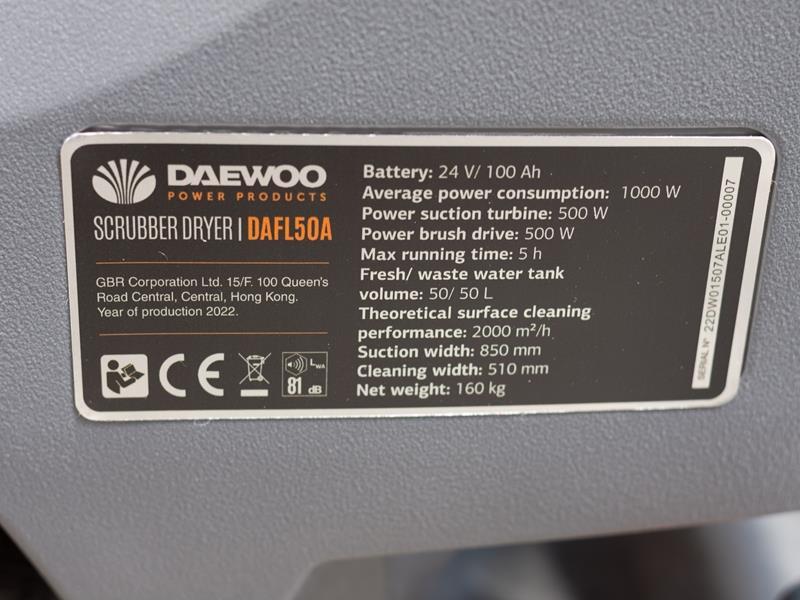 DAEWOO
POWER PRODUCTS
SCRUBBER DRYER | DAFL50A
GBR Corporation Ltd. 15/F. 100 Queen's
Road Central, Central, Hong Kong.
Year of production 2022.
CE
LWA
81 dB
Battery: 24 V/ 100 Ah
Average power consumption: 1000 W
Power suction turbine: 500 W
Power brush drive: 500 W
Max running time: 5 h
Fresh/ waste water tank
volume: 50/ 50 L
Theoretical surface cleaning
performance: 2000 m²/h
Suction width: 850 mm
Cleaning width: 510 mm
Net weight: 160 kg
SERIAL N° 22DW01507ALE01-00007